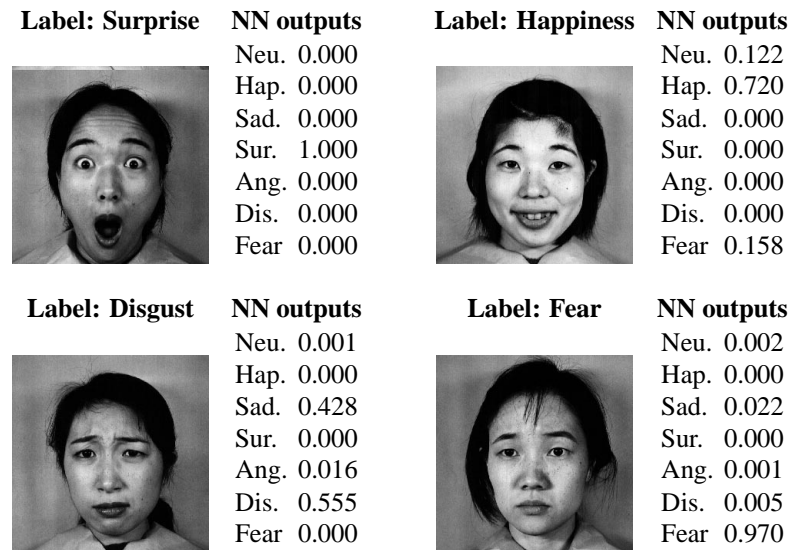 Label: Surprise NN outputs
Neu. 0.000
Hap. 0.000
Sad. 0.000
Sur. 1.000
Ang. 0.000
Dis. 0.000
Fear 0.000
Label: Happiness NN outputs
Neu. 0.122
Hap. 0.720
Sad. 0.000
Sur. 0.000
Ang. 0.000
Dis. 0.000
Fear 0.158
Label: Disgust NN outputs
Neu. 0.001
Hap. 0.000
Sad. 0.428
Sur. 0.000
Ang. 0.016
Dis. 0.555
Fear 0.000
Label: Fear NN outputs
Neu. 0.002
Hap. 0.000
Sad. 0.022
Sur. 0.000
Ang. 0.001
Dis. 0.005
Fear 0.970